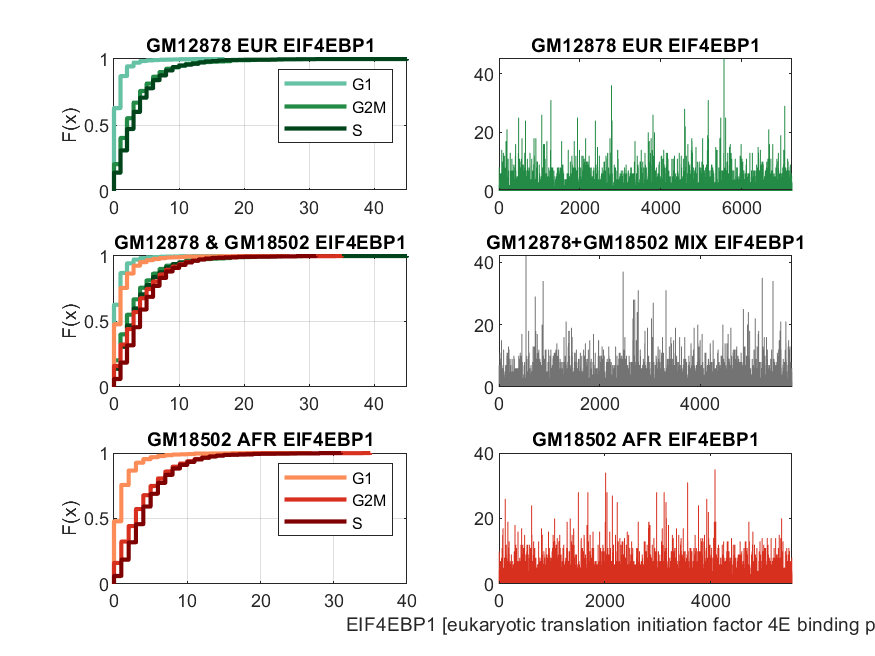 GM12878 EUR EIF4EBP1
GM12878 EUR EIF4EBP1
F(x)
1
0.5
0
0 10 20 30 40
G1
G2M
S
40
20
0
0 2000 4000 6000
GM12878 & GM18502 EIF4EBP1
GM12878+GM18502 MIX EIF4EBP1
F(x)
1
0.5
0
0 10 20 30 40
40
20
0
0 2000 4000
GM18502 AFR EIF4EBP1
GM18502 AFR EIF4EBP1
F(x)
1
0.5
0
0 10 20 30 40
G1
G2M
S
40
20
0
0 2000 4000
EIF4EBP1 [eukaryotic translation initiation factor 4E binding p